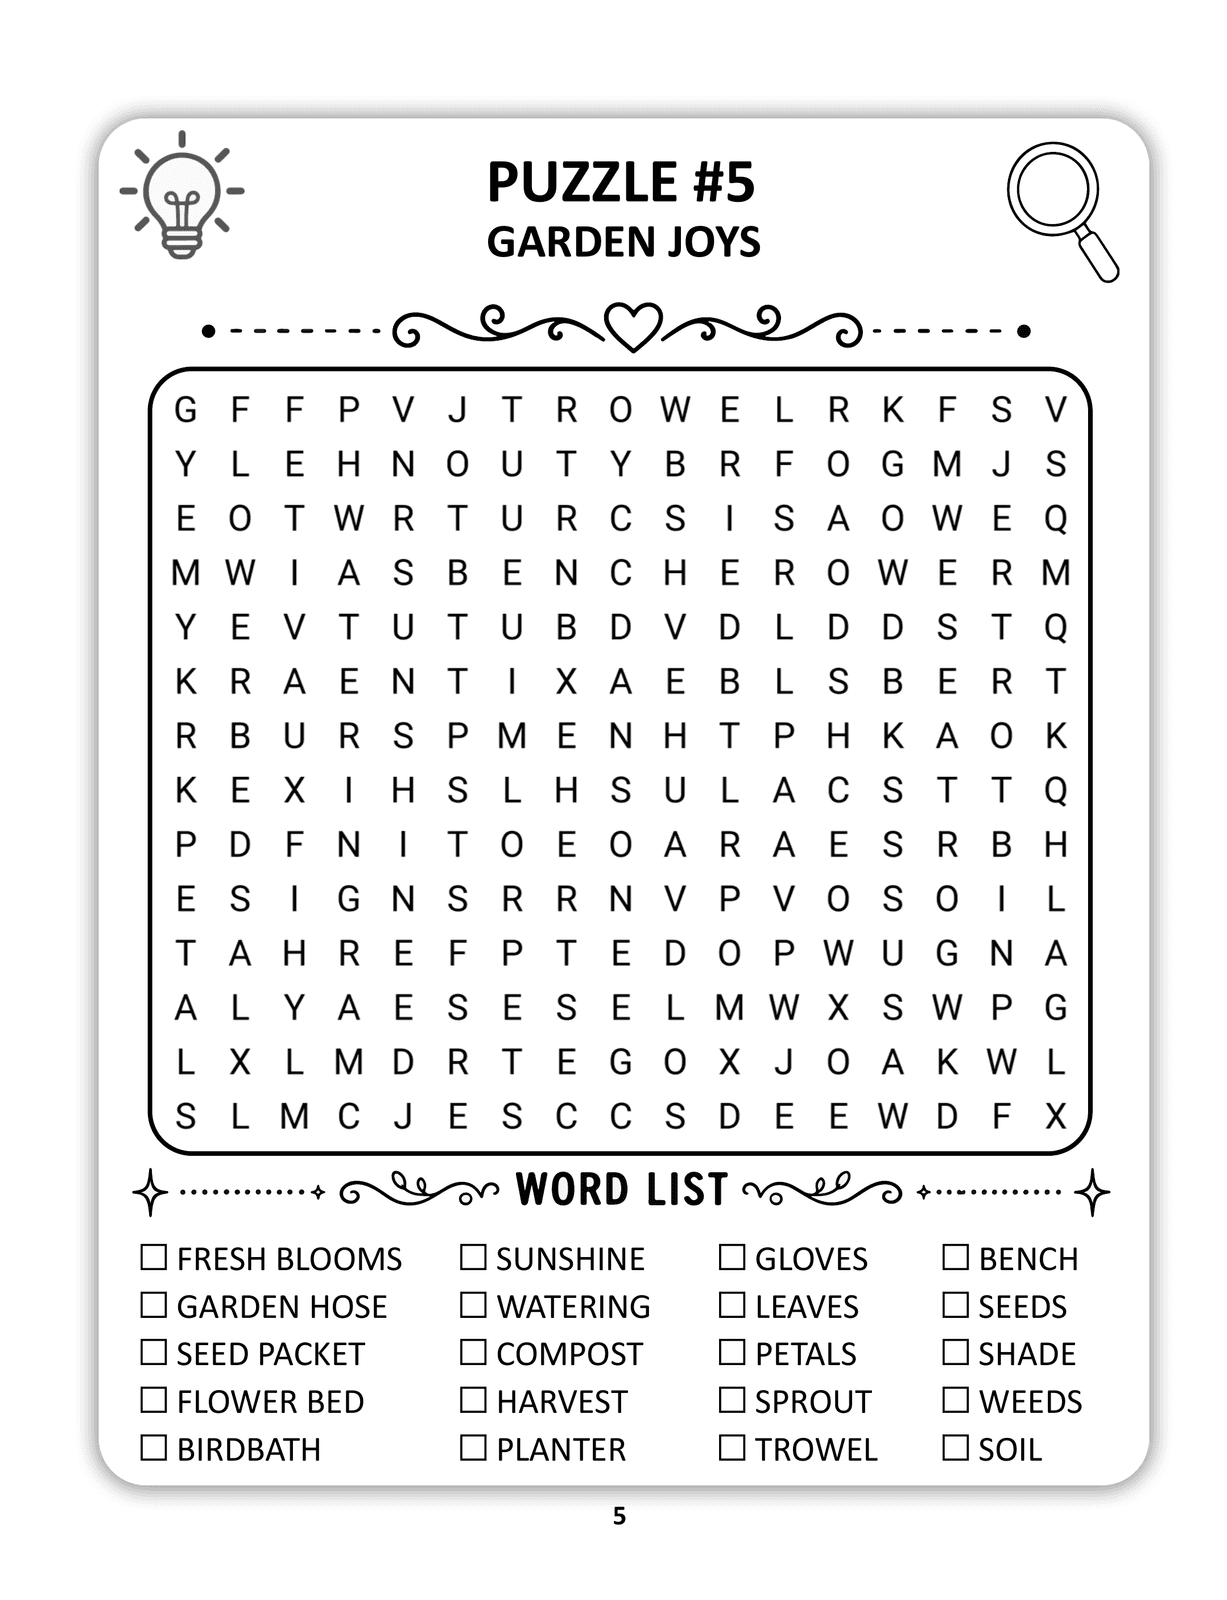 PUZZLE #5
GARDEN JOYS
G F F P V J T R O W E L R K F S V
Y L E H N O U T Y B R F O G M J S
E O T W R T U R C S I S A O W E Q
M W I A S B E N C H E R O W E R M
Y E V T U T U B D V D L D D S T Q
K R A E N T I X A E B L S B E R T
R B U R S P M E N H T P H K A O K
K E X I H S L H S U L A C S T T Q
P D F N I T O E O A R A E S R B H
E S I G N S R R N V P V O S O I L
T A H R E F P T E D O P W U G N A
A L Y A E S E S E L M W X S W P G
L X L M D R T E G O X J O A K W L
S L M C J E S C C S D E E W D F X
WORD LIST
☐ FRESH BLOOMS ☐ SUNSHINE ☐ GLOVES ☐ BENCH
☐ GARDEN HOSE ☐ WATERING ☐ LEAVES ☐ SEEDS
☐ SEED PACKET ☐ COMPOST ☐ PETALS ☐ SHADE
☐ FLOWER BED ☐ HARVEST ☐ SPROUT ☐ WEEDS
☐ BIRDBATH ☐ PLANTER ☐ TROWEL ☐ SOIL
5